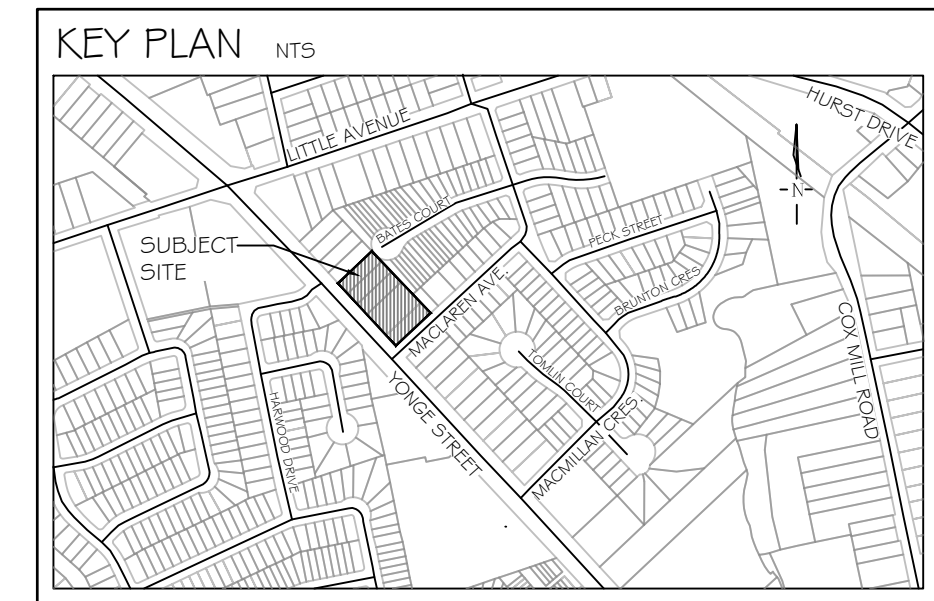 KEY PLAN NTS
HURST DRIVE
LITTLE AVENUE
N
BATES COURT
PECK STREET
SUBJECT
SITE
BRUNTON CRES.
MACLAREN AVE.
COX MILL ROAD
TOMLIN COURT
YONGE STREET
HARWOOD DRIVE
MACMILLAN CRES.